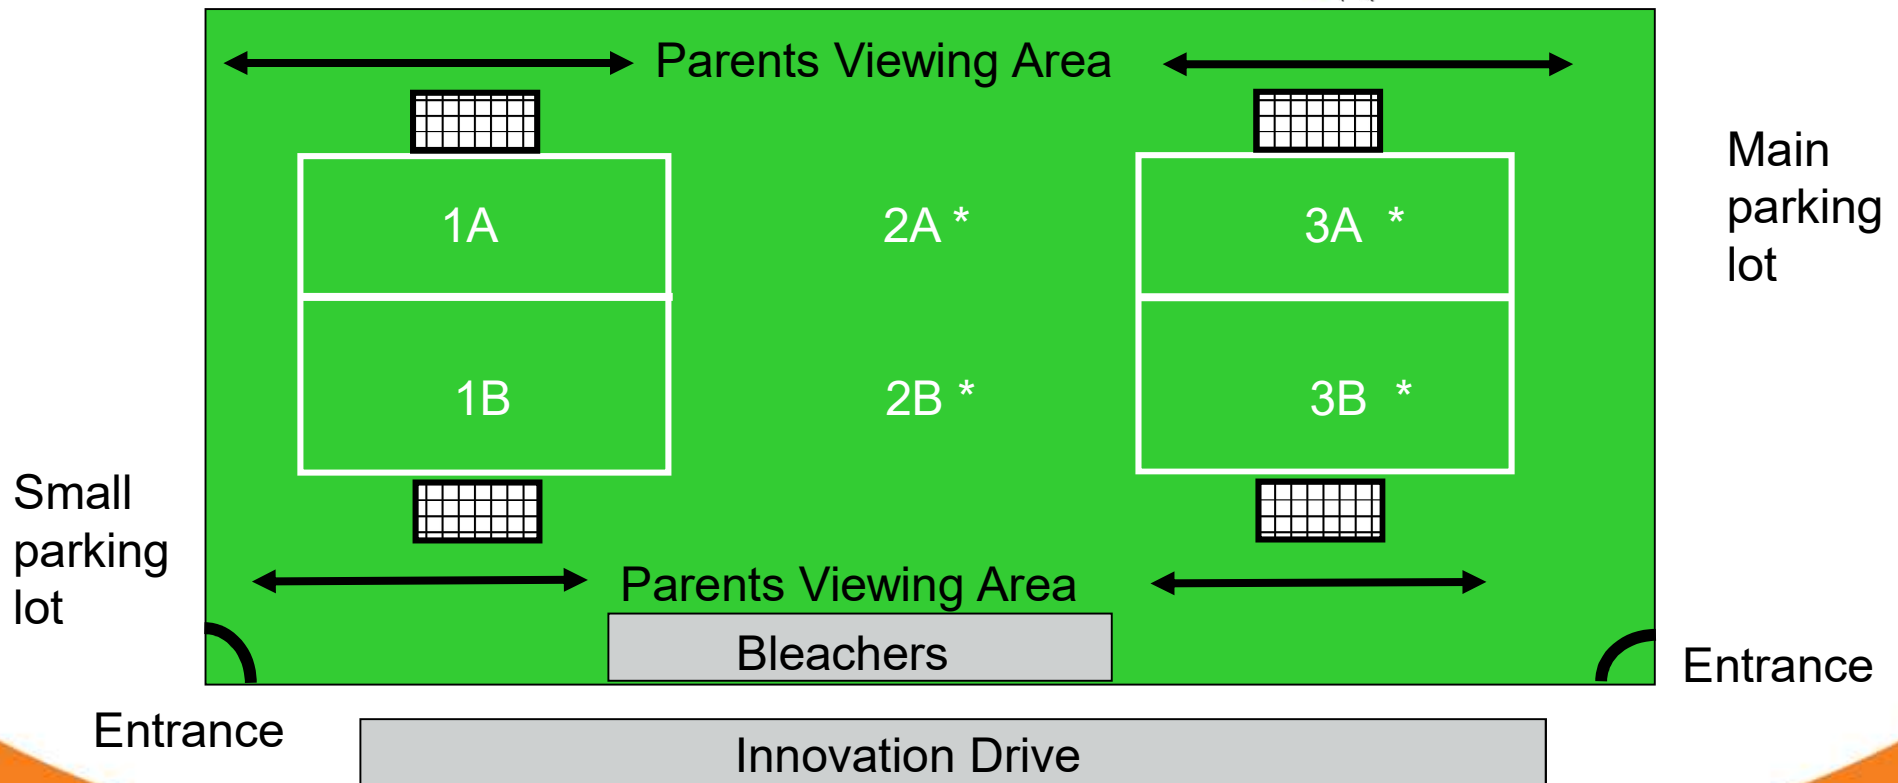 Parents Viewing Area
1A
2A *
3A *
Main
parking
lot
1B
2B *
3B *
Small
parking
lot
Parents Viewing Area
Bleachers
Entrance
Entrance
Innovation Drive